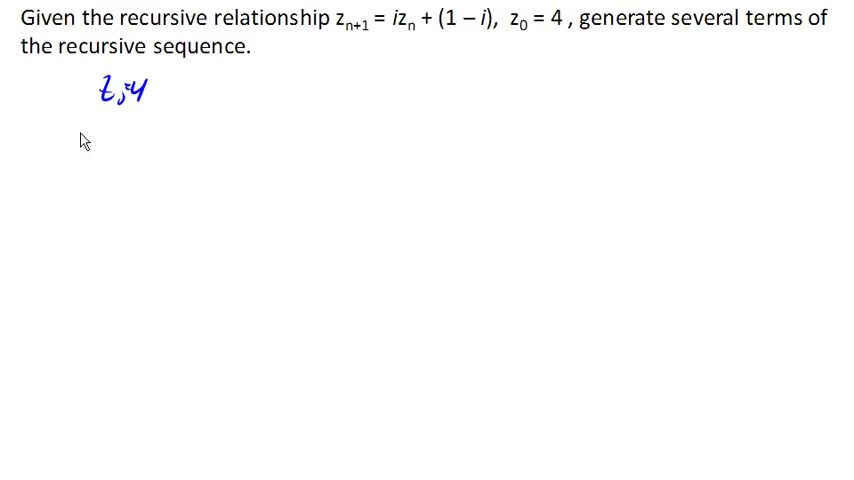 Given the recursive relationship zₙ₊₁ = izₙ + (1 – i), z₀ = 4 , generate several terms of
the recursive sequence.
z₀=4